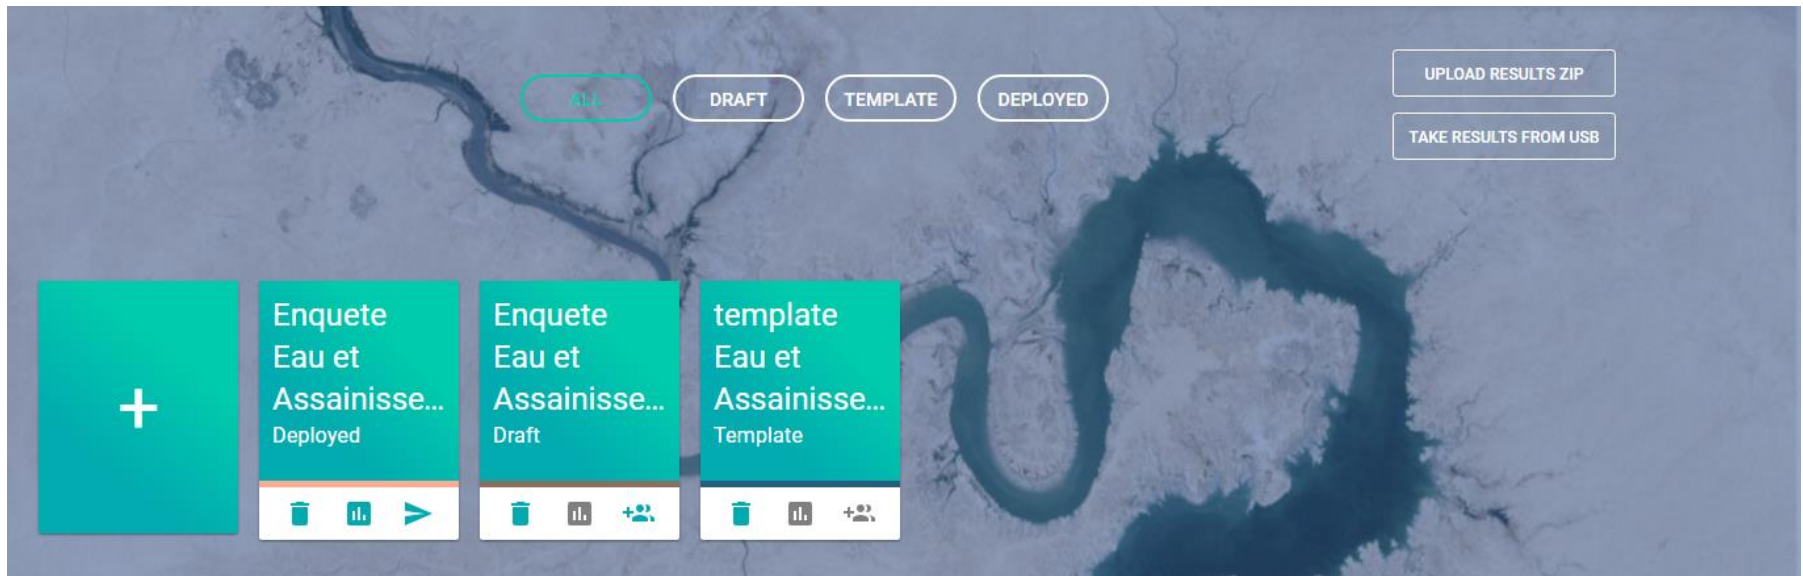 ALL
DRAFT
TEMPLATE
DEPLOYED
UPLOAD RESULTS ZIP
TAKE RESULTS FROM USB
+
Enquete
Eau et
Assainisse...
Deployed
Enquete
Eau et
Assainisse...
Draft
template
Eau et
Assainisse...
Template